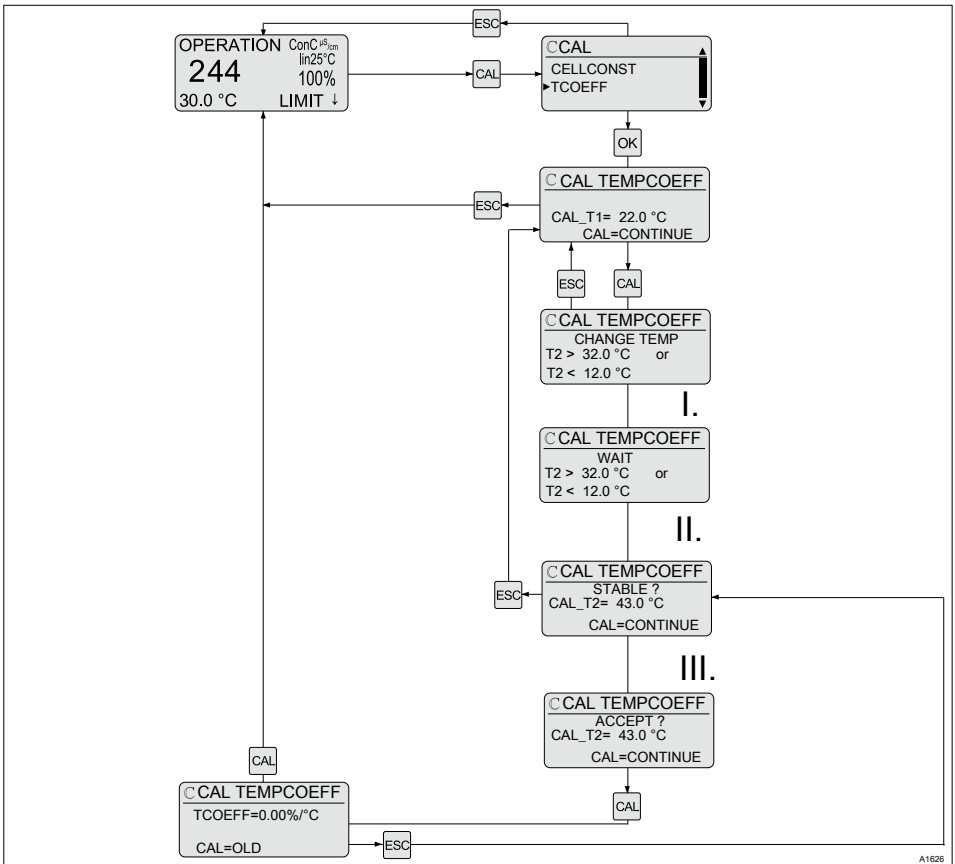 ESC
OPERATION ConC µS/cm
lin25°C
244 100%
30.0 °C LIMIT ↓
CAL
ℂCAL
CELLCONST
▸TCOEFF
OK
ℂ CAL TEMPCOEFF
CAL_T1= 22.0 °C
CAL=CONTINUE
ESC
ESC
CAL
ℂCAL TEMPCOEFF
CHANGE TEMP
T2 > 32.0 °C or
T2 < 12.0 °C
I.
ℂ CAL TEMPCOEFF
WAIT
T2 > 32.0 °C or
T2 < 12.0 °C
II.
ℂ CAL TEMPCOEFF
STABLE ?
CAL_T2= 43.0 °C
CAL=CONTINUE
ESC
III.
ℂ CAL TEMPCOEFF
ACCEPT ?
CAL_T2= 43.0 °C
CAL=CONTINUE
CAL
CAL
ℂ CAL TEMPCOEFF
TCOEFF=0.00%/°C
CAL=OLD
ESC
A1626